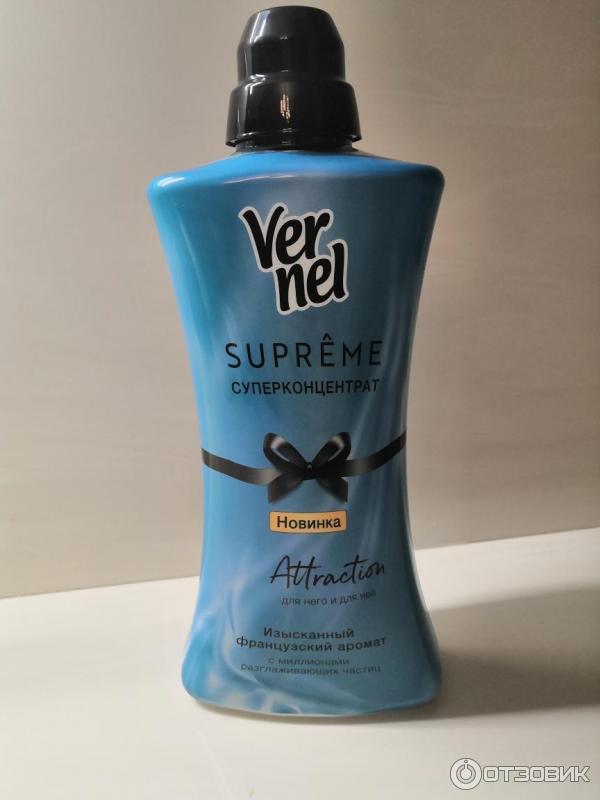 Ver
nel
SUPRÊME
СУПЕРКОНЦЕНТРАТ
Новинка
Attraction
для него и для неё
Изысканный
французский аромат
с миллионами
разглаживающих частиц
ОТЗОВИК